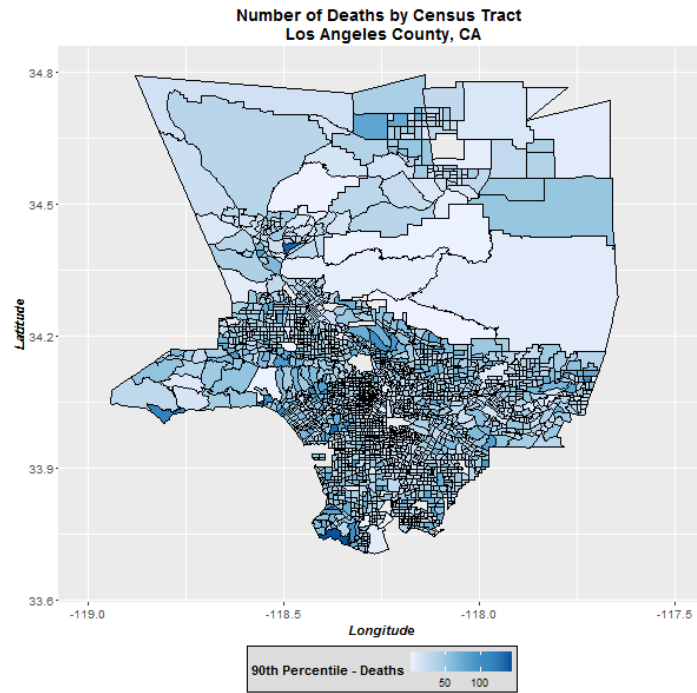 Number of Deaths by Census Tract
Los Angeles County, CA
34.8
34.5
34.2
33.9
33.6
Latitude
-119.0
-118.5
-118.0
-117.5
Longitude
90th Percentile - Deaths
50
100